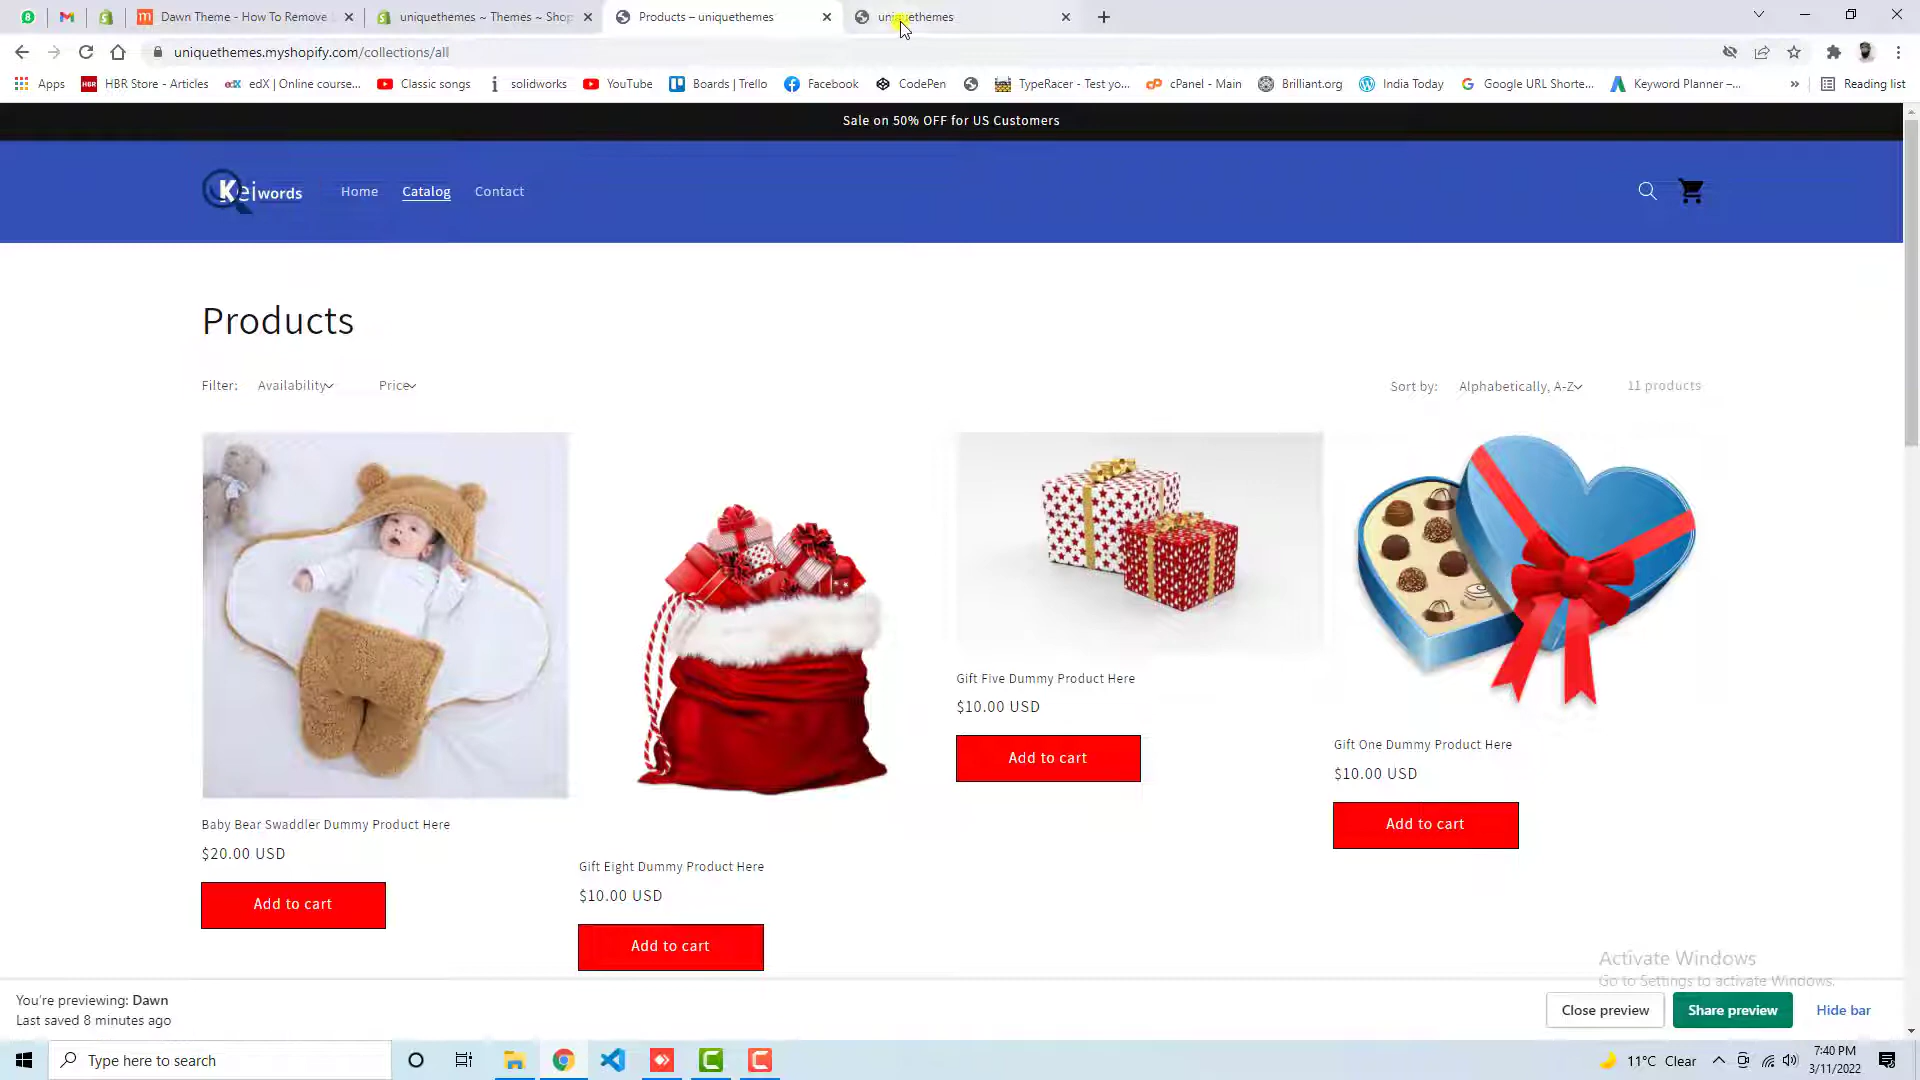 Dawn Theme - How To Remove
uniquethemes ~ Themes ~ Shop
Products – uniquethemes
uniquethemes
uniquethemes.myshopify.com/collections/all
Apps
HBR Store - Articles
edX | Online course...
Classic songs
solidworks
YouTube
Boards | Trello
Facebook
CodePen
TypeRacer - Test yo...
cPanel - Main
Brilliant.org
India Today
Google URL Shorte...
Keyword Planner –...
»
Reading list
Sale on 50% OFF for US Customers
Keiwords
Home
Catalog
Contact
Products
Filter:
Availability
Price
Sort by:
Alphabetically, A-Z
11 products
Baby Bear Swaddler Dummy Product Here
$20.00 USD
Add to cart
Gift Eight Dummy Product Here
$10.00 USD
Add to cart
Gift Five Dummy Product Here
$10.00 USD
Add to cart
Gift One Dummy Product Here
$10.00 USD
Add to cart
Activate Windows
Go to Settings to activate Windows.
You're previewing: Dawn
Last saved 8 minutes ago
Close preview
Share preview
Hide bar
Type here to search
11°C Clear
7:40 PM
3/11/2022